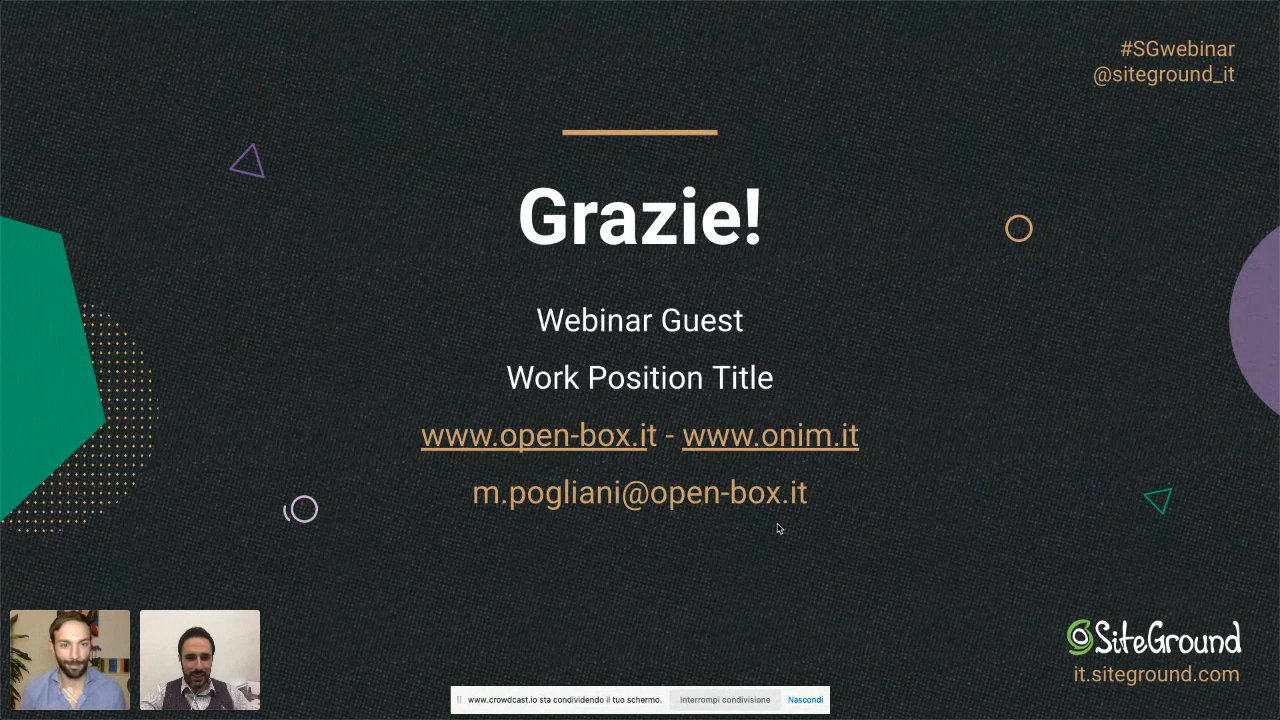 #SGwebinar
@siteground_it
Grazie!
Webinar Guest
Work Position Title
www.open-box.it - www.onim.it
m.pogliani@open-box.it
SiteGround
it.siteground.com
www.crowdcast.io sta condividendo il tuo schermo. Interrompi condivisione Nascondi